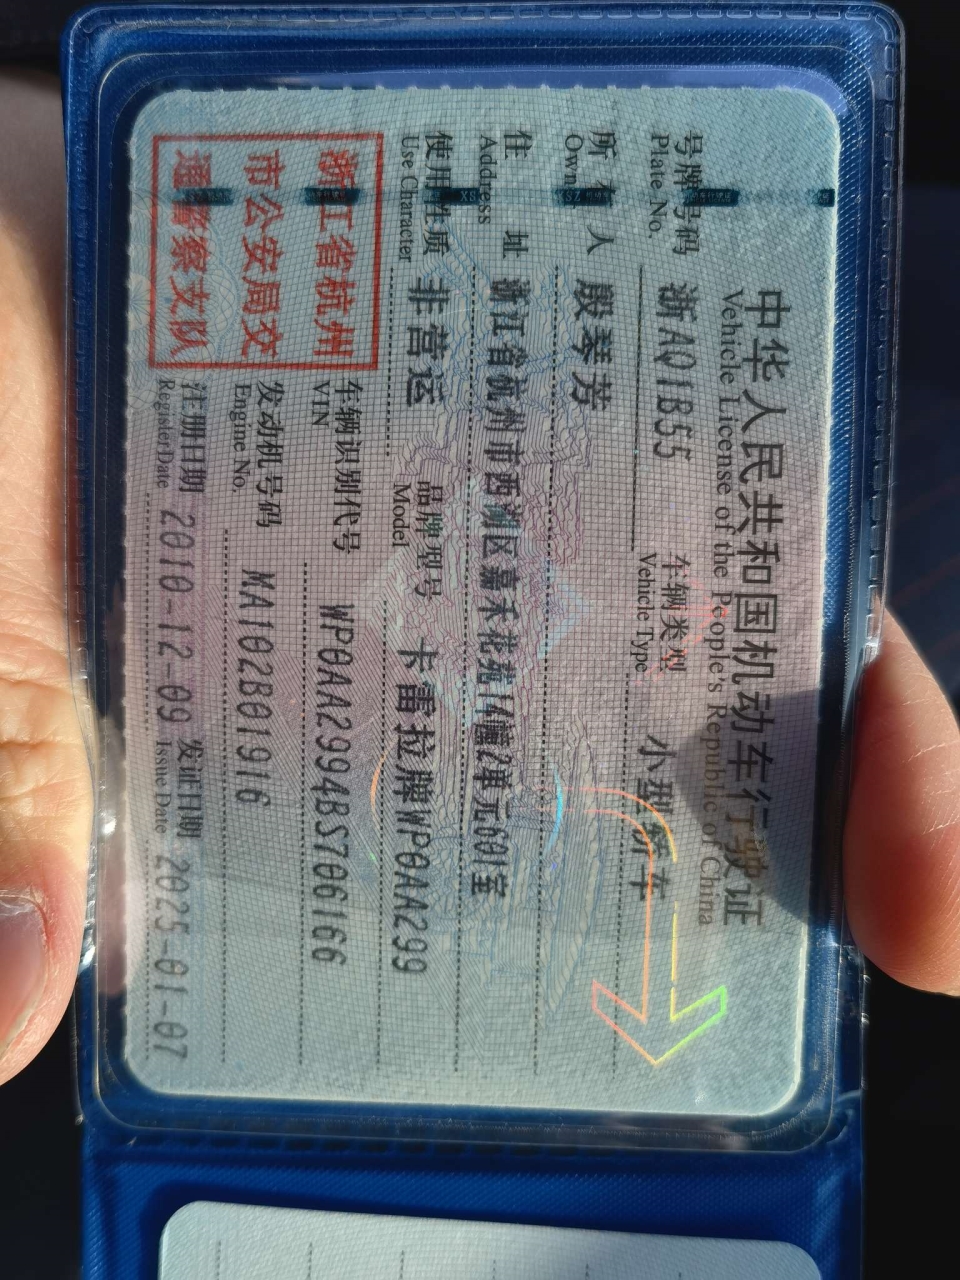 中华人民共和国机动车行驶证
Vehicle License of the People's Republic of China
号牌号码 浙AQ1B55 车辆类型 小型轿车
Plate No. Vehicle Type
所有人 殷琴芳
Owner
住址 浙江省杭州市西湖区嘉禾花苑14幢2单元601室
Address
使用性质 非营运 品牌型号 卡雷拉牌WP0AA299
Use Character Model
浙江省杭州
市公安局交
通警察支队
车辆识别代号 WP0AA2994BS706166
VIN
发动机号码 MA102B01916
Engine No.
注册日期 2010-12-09 发证日期 2025-01-07
Register Date Issue Date